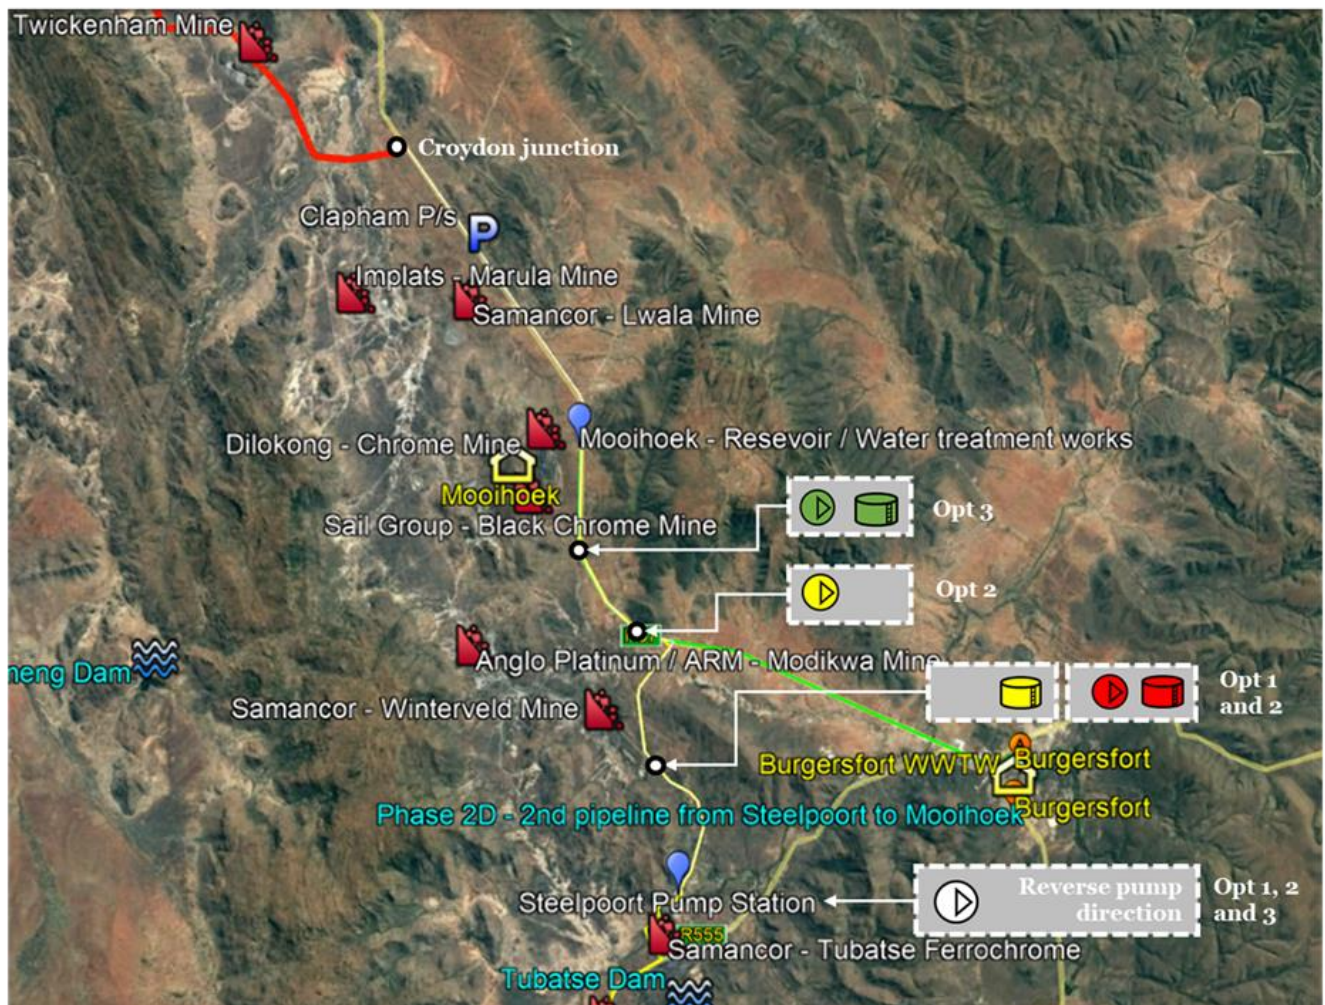 Twickenham Mine
Croydon junction
Clapham P/s
P
Implats - Marula Mine
Samancor - Lwala Mine
Dilokong - Chrome Mine
Mooihoek - Resevoir / Water treatment works
Mooihoek
Sail Group - Black Chrome Mine
Opt 3
Opt 2
neng Dam
Anglo Platinum / ARM - Modikwa Mine
Samancor - Winterveld Mine
Opt 1
and 2
Burgersfort WWTW
Burgersfort
Burgersfort
Phase 2D - 2nd pipeline from Steelpoort to Mooihoek
Steelpoort Pump Station
Reverse pump
direction
Opt 1, 2
and 3
R555
Samancor - Tubatse Ferrochrome
Tubatse Dam